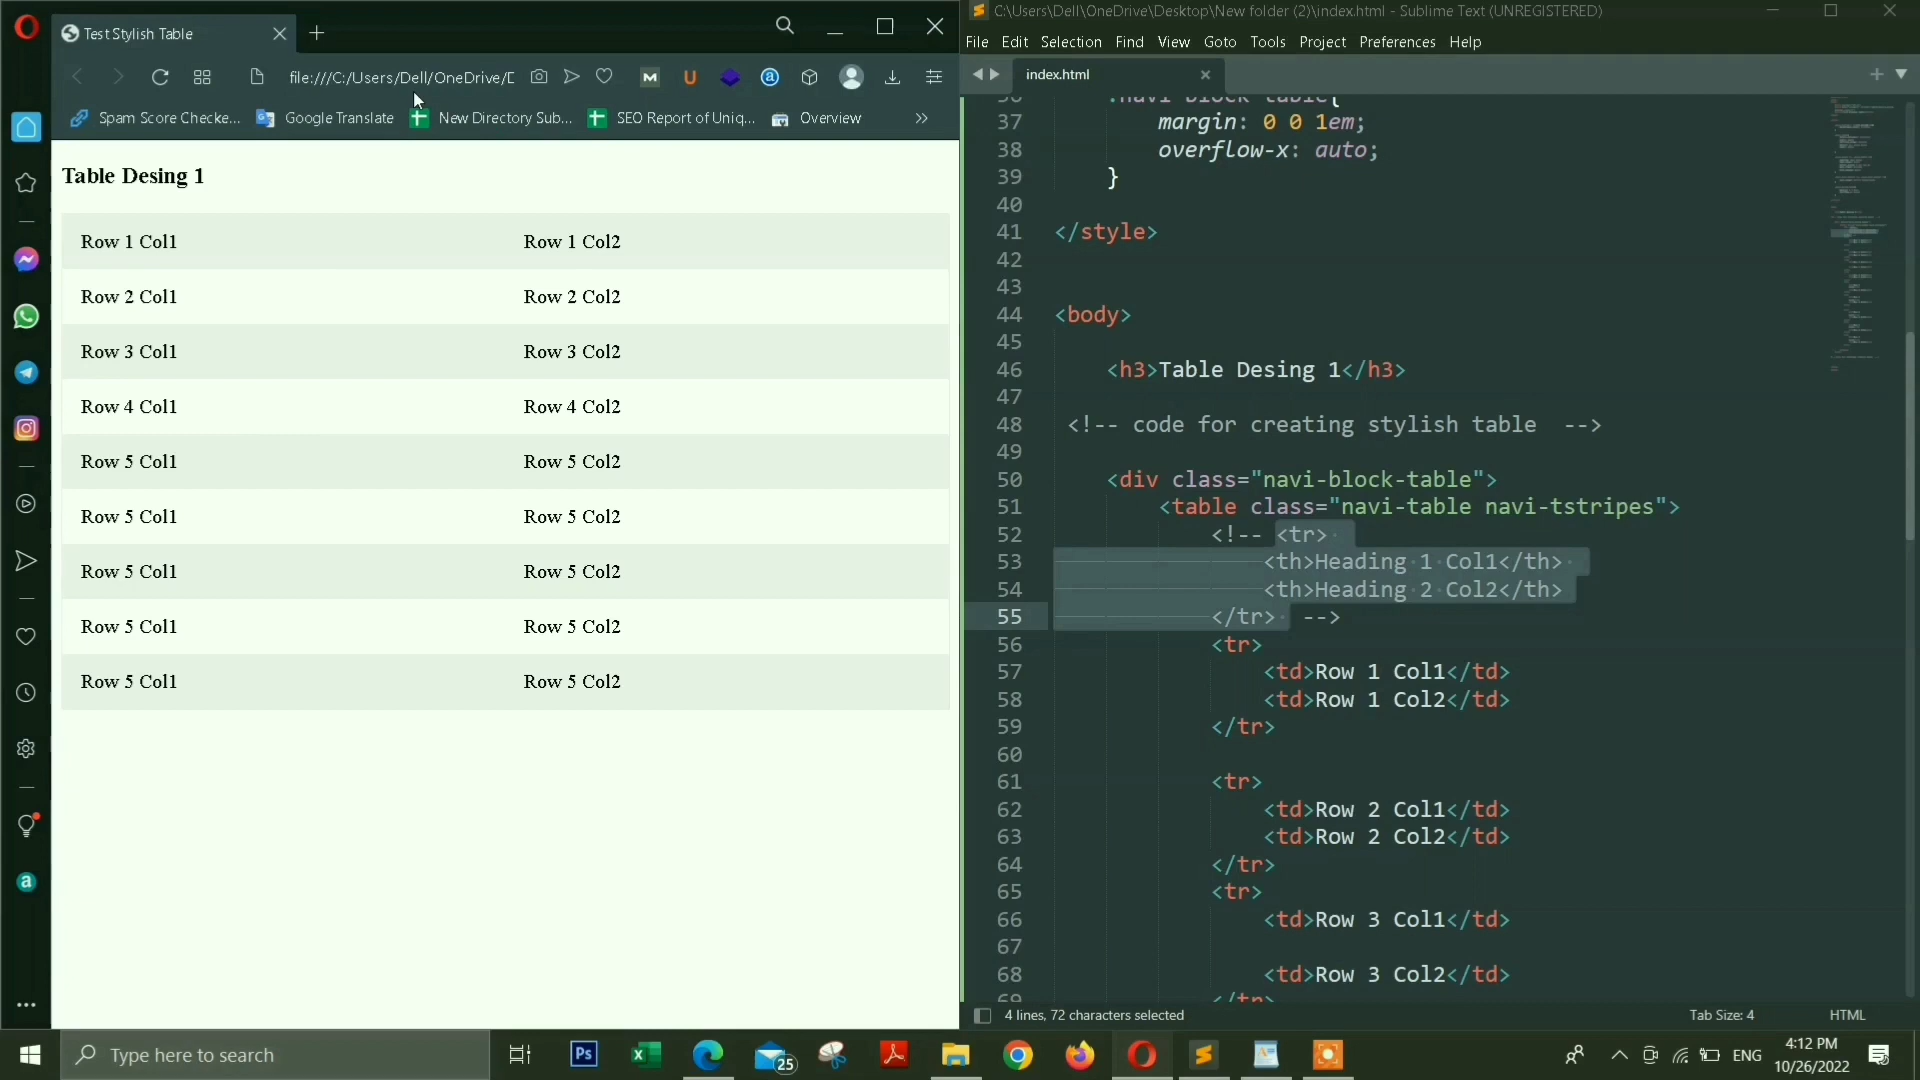 Test Stylish Table
file:///C:/Users/Dell/OneDrive/D
Spam Score Checke... Google Translate New Directory Sub... SEO Report of Uniq... Overview
Table Desing 1
Row 1 Col1 Row 1 Col2
Row 2 Col1 Row 2 Col2
Row 3 Col1 Row 3 Col2
Row 4 Col1 Row 4 Col2
Row 5 Col1 Row 5 Col2
Row 5 Col1 Row 5 Col2
Row 5 Col1 Row 5 Col2
Row 5 Col1 Row 5 Col2
Row 5 Col1 Row 5 Col2
C:\Users\Dell\OneDrive\Desktop\New folder (2)\index.html - Sublime Text (UNREGISTERED)
File Edit Selection Find View Goto Tools Project Preferences Help
index.html
36 .navi-block-table{
37 margin: 0 0 1em;
38 overflow-x: auto;
39 }
40
41 </style>
42
43
44 <body>
45
46 <h3>Table Desing 1</h3>
47
48 <!-- code for creating stylish table -->
49
50 <div class="navi-block-table">
51 <table class="navi-table navi-tstripes">
52 <!-- <tr>
53 <th>Heading 1 Col1</th>
54 <th>Heading 2 Col2</th>
55 </tr> -->
56 <tr>
57 <td>Row 1 Col1</td>
58 <td>Row 1 Col2</td>
59 </tr>
60
61 <tr>
62 <td>Row 2 Col1</td>
63 <td>Row 2 Col2</td>
64 </tr>
65 <tr>
66 <td>Row 3 Col1</td>
67
68 <td>Row 3 Col2</td>
69 </tr>
4 lines, 72 characters selected Tab Size: 4 HTML
Type here to search
Ps
25
ENG
4:12 PM
10/26/2022